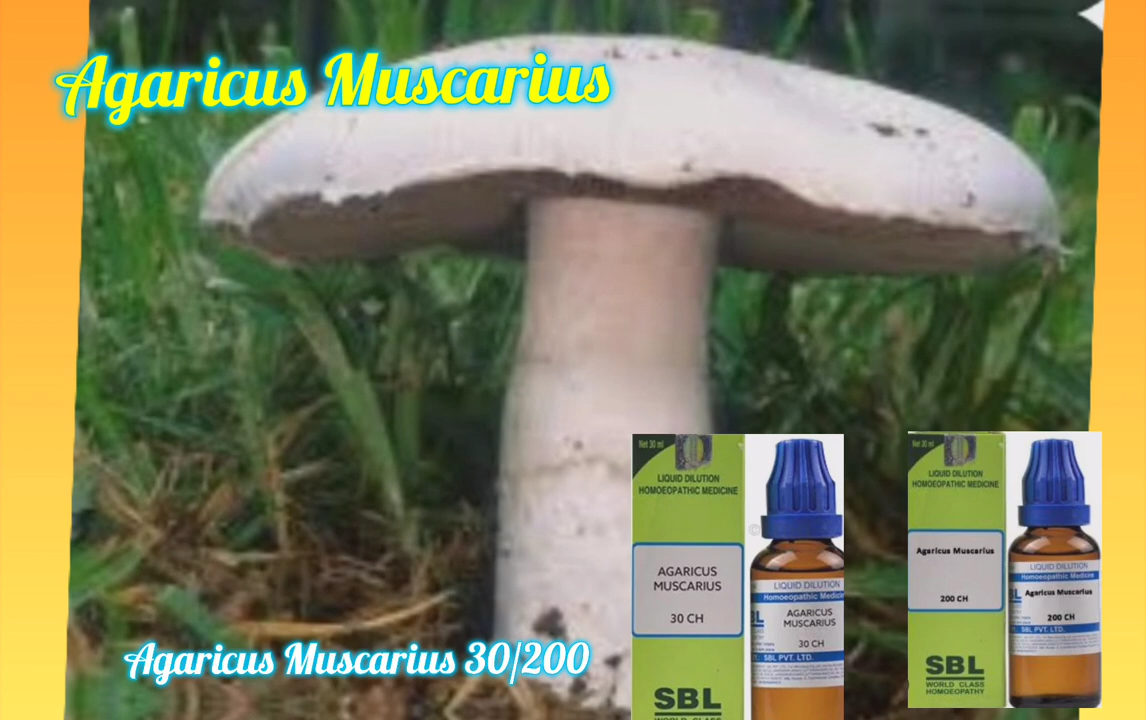 Agaricus Muscarius
Net 30 ml
LIQUID DILUTION
HOMOEOPATHIC MEDICINE
AGARICUS
MUSCARIUS
30 CH
SBL
WORLD CLASS
LIQUID DILUTION
Homoeopathic Medicine
AGARICUS
MUSCARIUS
30 CH
SBL PVT. LTD.
Net 30 ml
LIQUID DILUTION
HOMOEOPATHIC MEDICINE
Agaricus Muscarius
200 CH
SBL
WORLD CLASS
HOMOEOPATHY
LIQUID DILUTION
Homoeopathic Medicine
Agaricus Muscarius
200 CH
SBL PVT. LTD.
Agaricus Muscarius 30/200